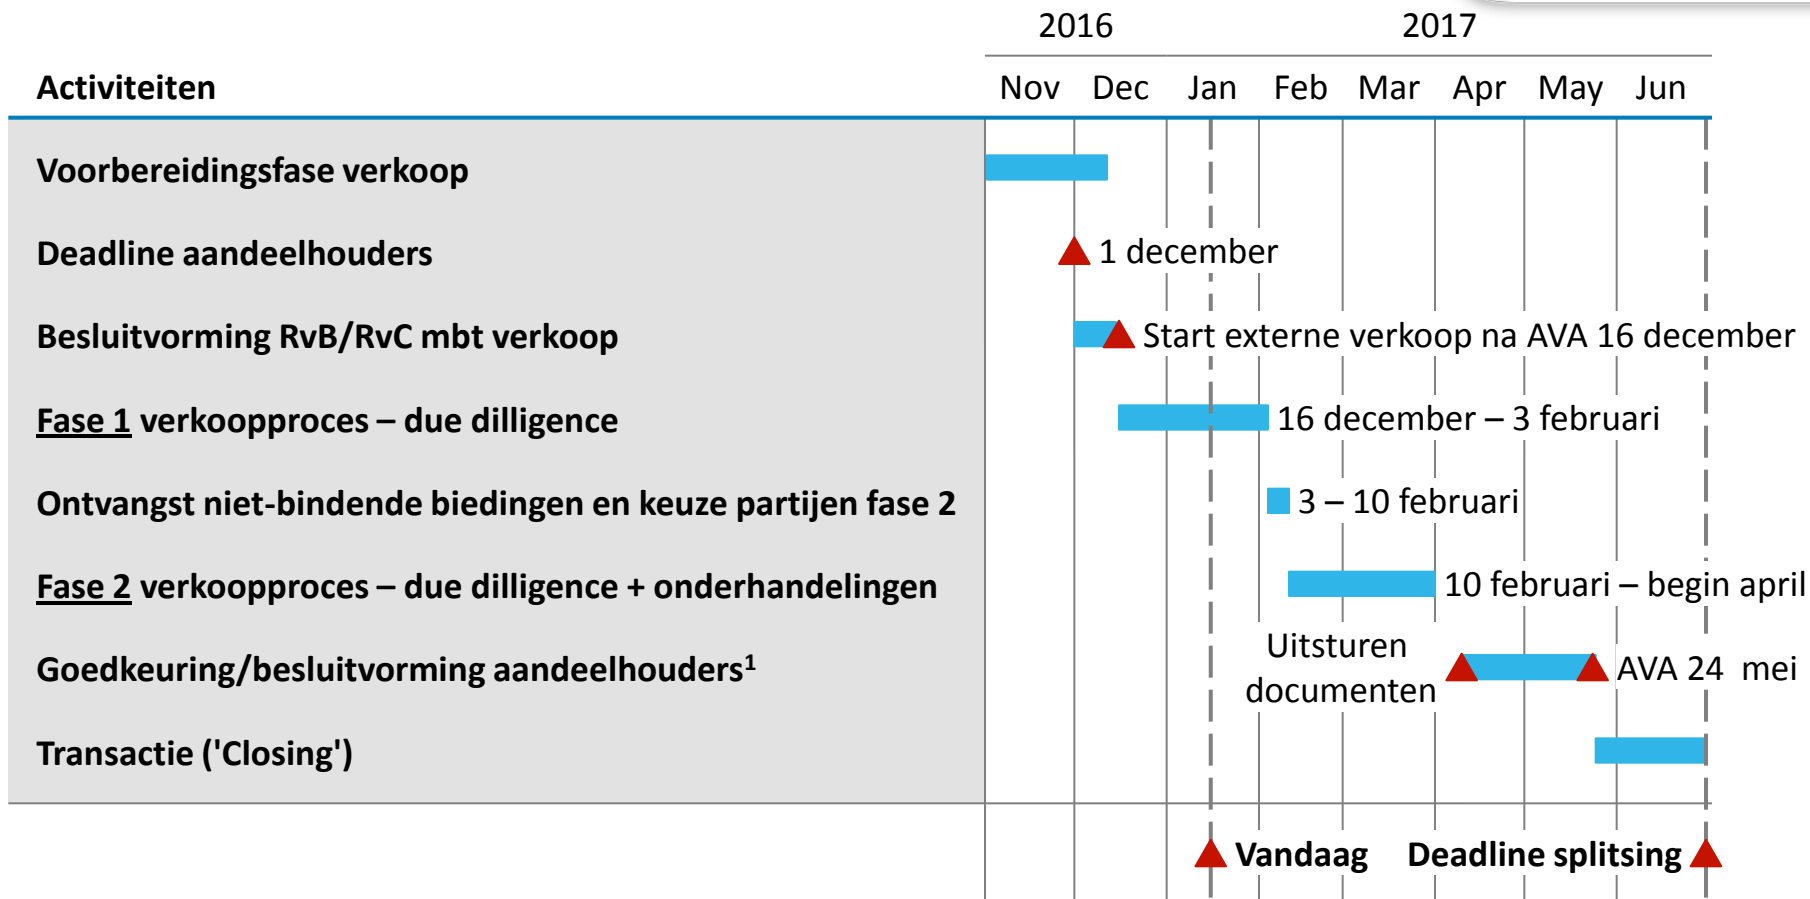 2016 2017
Activiteiten Nov Dec Jan Feb Mar Apr May Jun
Voorbereidingsfase verkoop
Deadline aandeelhouders 1 december
Besluitvorming RvB/RvC mbt verkoop Start externe verkoop na AVA 16 december
Fase 1 verkoopproces – due dilligence 16 december – 3 februari
Ontvangst niet-bindende biedingen en keuze partijen fase 2 3 – 10 februari
Fase 2 verkoopproces – due dilligence + onderhandelingen 10 februari – begin april
Goedkeuring/besluitvorming aandeelhouders¹ Uitsturen documenten AVA 24 mei
Transactie ('Closing')
Vandaag Deadline splitsing